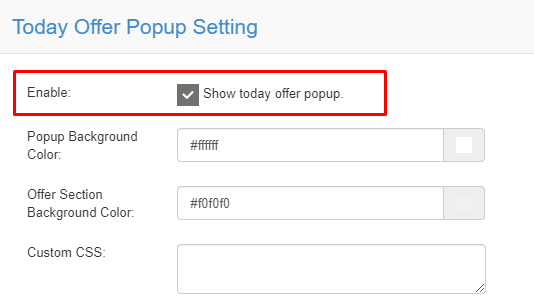 Today Offer Popup Setting
Enable:
Show today offer popup.
Popup Background
Color:
#ffffff
Offer Section
Background Color:
#f0f0f0
Custom CSS: